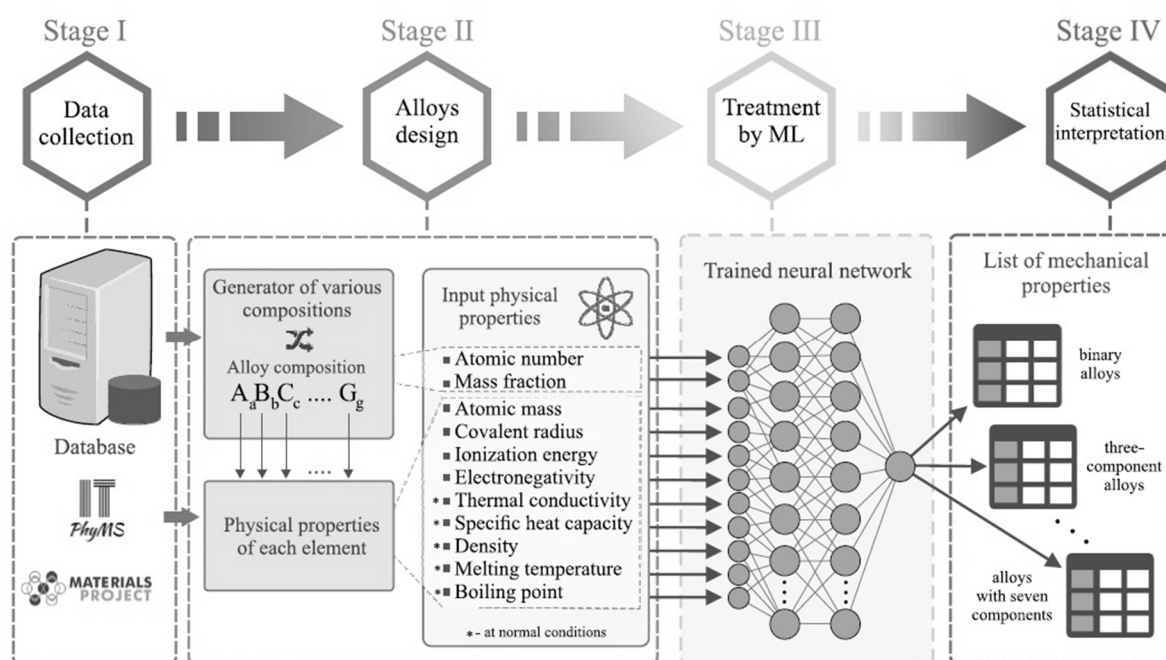 Stage I
Stage II
Stage III
Stage IV
Data
collection
Alloys
design
Treatment
by ML
Statistical
interpretation
Database
IT
PhyMS
MATERIALS
PROJECT
Generator of various
compositions
Alloy composition
AaBbCc .... Gg
....
Physical properties
of each element
Input physical
properties
■ Atomic number
■ Mass fraction
■ Atomic mass
■ Covalent radius
■ Ionization energy
■ Electronegativity
*■ Thermal conductivity
*■ Specific heat capacity
*■ Density
*■ Melting temperature
*■ Boiling point
*- at normal conditions
Trained neural network
List of mechanical
properties
binary
alloys
three-
component
alloys
alloys
with seven
components